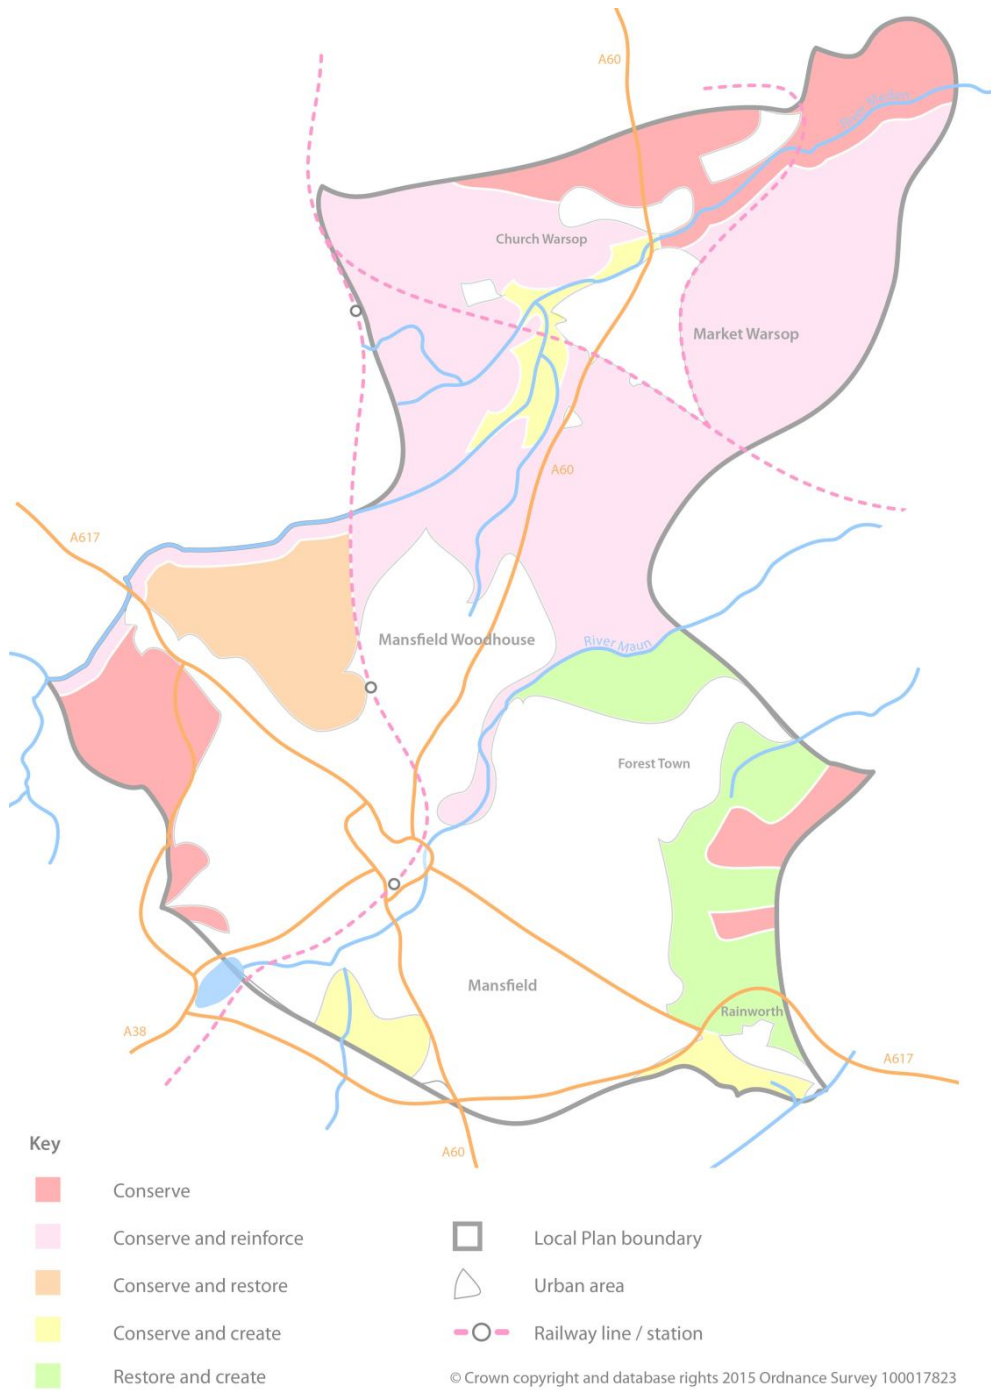 A60
River Meden
Church Warsop
Market Warsop
A60
A617
Mansfield Woodhouse
River Maun
Forest Town
Mansfield
Rainworth
A38
A617
A60
Key
Conserve
Conserve and reinforce
Conserve and restore
Conserve and create
Restore and create
Local Plan boundary
Urban area
Railway line / station
© Crown copyright and database rights 2015 Ordnance Survey 100017823